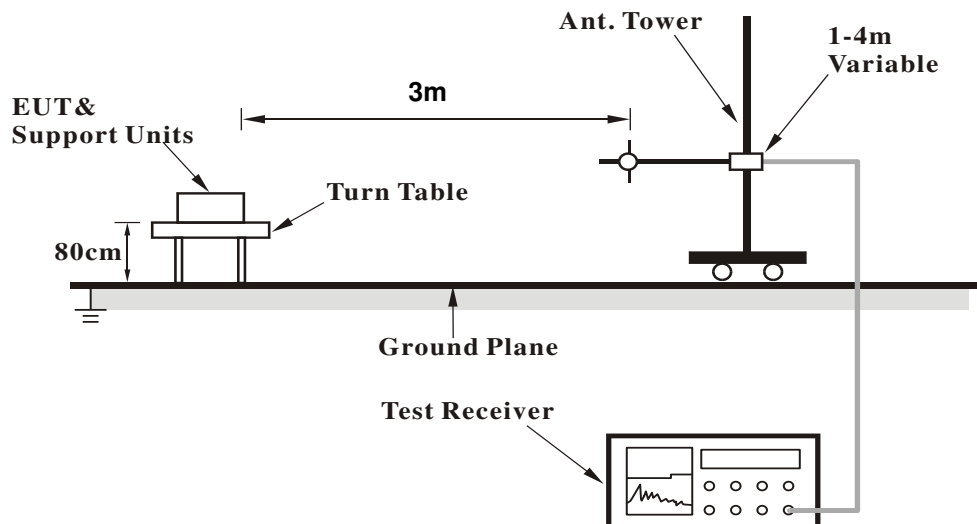 Ant. Tower
1-4m
Variable
3m
EUT&
Support Units
Turn Table
80cm
Ground Plane
Test Receiver